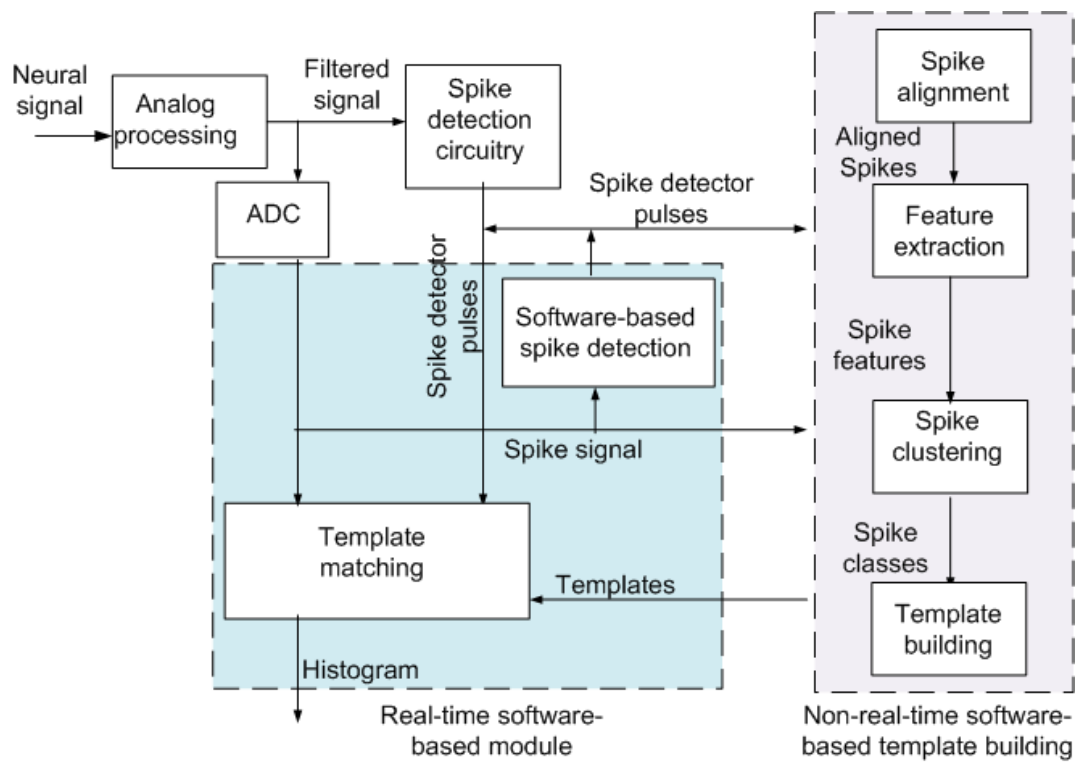 Neural
signal
Analog
processing
Filtered
signal
Spike
detection
circuitry
ADC
Spike detector
pulses
Spike detector
pulses
Software-based
spike detection
Spike signal
Template
matching
Templates
Histogram
Real-time software-
based module
Spike
alignment
Aligned
Spikes
Feature
extraction
Spike
features
Spike
clustering
Spike
classes
Template
building
Non-real-time software-
based template building